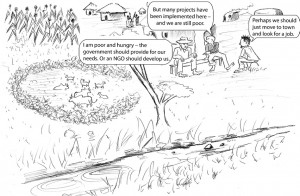 But many projects have
been implemented here –
and we are still poor.
Perhaps we should
just move to town
and look for a job.
I am poor and hungry – the
government should provide for our
needs. Or an NGO should develop us.